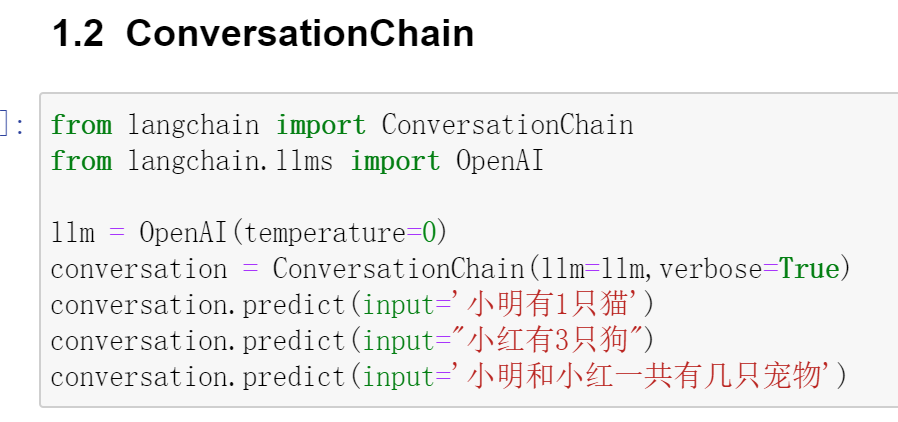 1.2 ConversationChain
]:
from langchain import ConversationChain
from langchain.llms import OpenAI
llm = OpenAI(temperature=0)
conversation = ConversationChain(llm=llm,verbose=True)
conversation.predict(input='小明有1只猫')
conversation.predict(input="小红有3只狗")
conversation.predict(input='小明和小红一共有几只宠物')